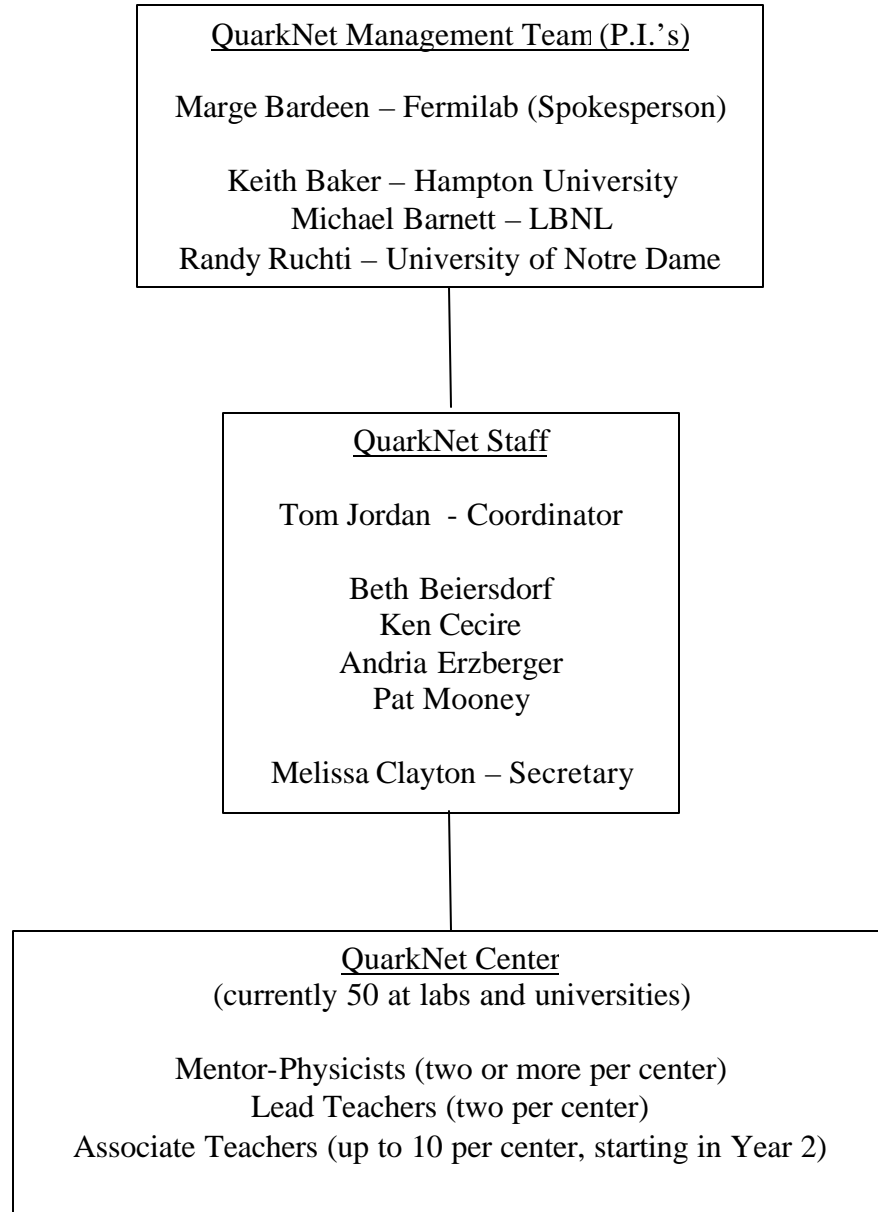 QuarkNet Management Team (P.I.’s)
Marge Bardeen – Fermilab (Spokesperson)
Keith Baker – Hampton University
Michael Barnett – LBNL
Randy Ruchti – University of Notre Dame
QuarkNet Staff
Tom Jordan - Coordinator
Beth Beiersdorf
Ken Cecire
Andria Erzberger
Pat Mooney
Melissa Clayton – Secretary
QuarkNet Center
(currently 50 at labs and universities)
Mentor-Physicists (two or more per center)
Lead Teachers (two per center)
Associate Teachers (up to 10 per center, starting in Year 2)